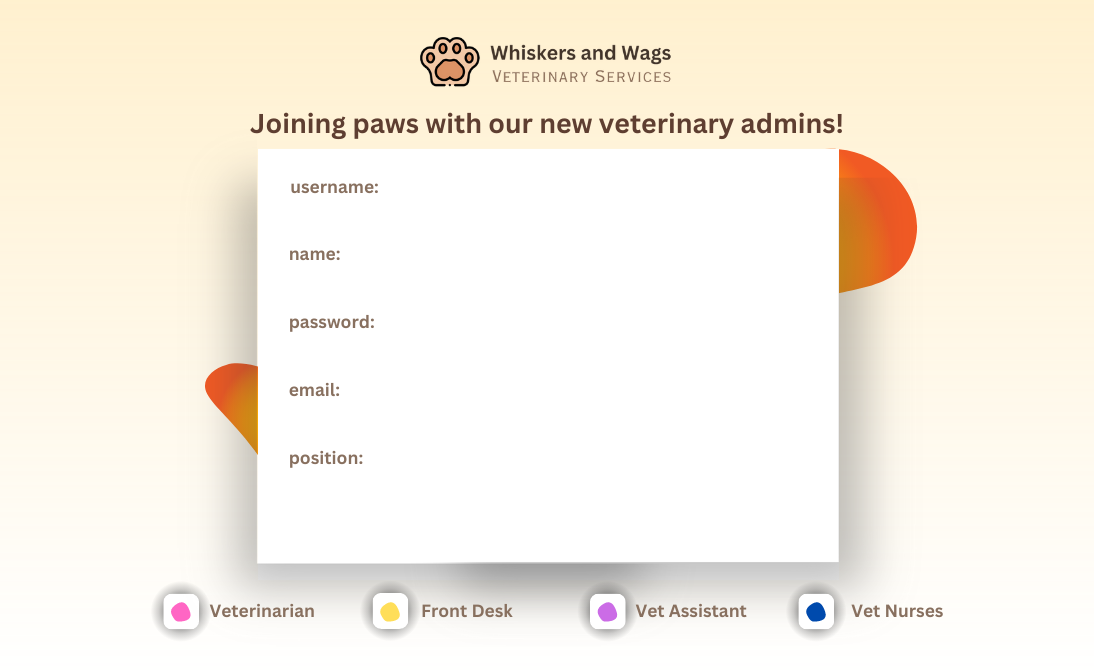 Whiskers and Wags
VETERINARY SERVICES
Joining paws with our new veterinary admins!
username:
name:
password:
email:
position:
Veterinarian
Front Desk
Vet Assistant
Vet Nurses